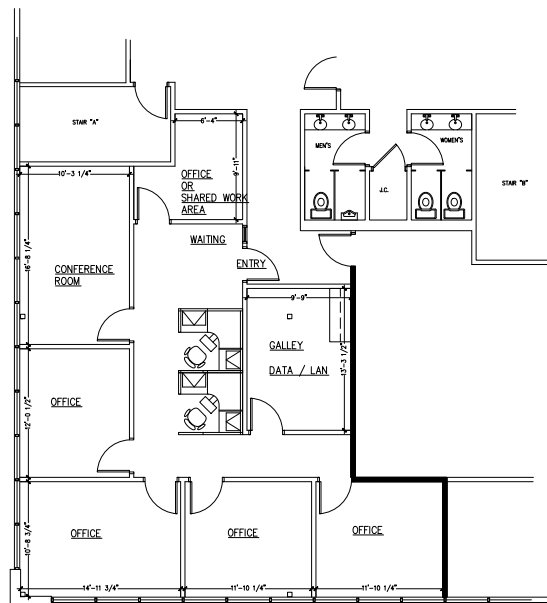 STAIR "A"
6'-4"
9'-11"
MEN'S
WOMEN'S
J.C.
STAIR "B"
10'-3 1/4"
OFFICE
OR
SHARED WORK
AREA
WAITING
ENTRY
16'-8 1/4"
CONFERENCE
ROOM
9'-9"
GALLEY
DATA / LAN
13'-3 1/2"
12'-0 1/2"
OFFICE
10'-8 3/4"
OFFICE
OFFICE
OFFICE
14'-11 3/4"
11'-10 1/4"
11'-10 1/4"